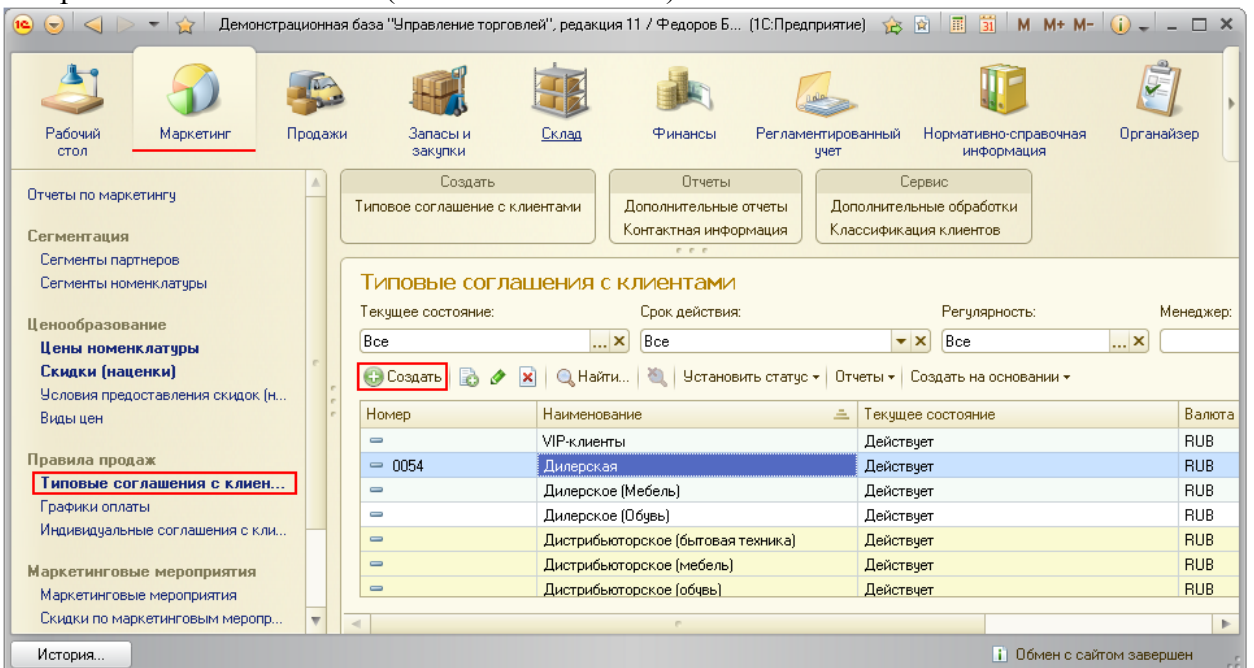 Демонстрационная база "Управление торговлей", редакция 11 / Федоров Б... (1С:Предприятие)
M M+ M-
Рабочий стол
Маркетинг
Продажи
Запасы и закупки
Склад
Финансы
Регламентированный учет
Нормативно-справочная информация
Органайзер
Отчеты по маркетингу
Сегментация
Сегменты партнеров
Сегменты номенклатуры
Ценообразование
Цены номенклатуры
Скидки (наценки)
Условия предоставления скидок (н...
Виды цен
Правила продаж
Типовые соглашения с клиен...
Графики оплаты
Индивидуальные соглашения с кли...
Маркетинговые мероприятия
Маркетинговые мероприятия
Скидки по маркетинговым меропр...
Создать
Типовое соглашение с клиентами
Отчеты
Дополнительные отчеты
Контактная информация
Сервис
Дополнительные обработки
Классификация клиентов
Типовые соглашения с клиентами
Текущее состояние: Срок действия: Регулярность: Менеджер:
Все ... Все Все ...
Создать Найти... Установить статус Отчеты Создать на основании
Номер Наименование Текущее состояние Валюта
VIP-клиенты Действует RUB
0054 Дилерская Действует RUB
Дилерское (Мебель) Действует RUB
Дилерское (Обувь) Действует RUB
Дистрибьюторское (бытовая техника) Действует RUB
Дистрибьюторское (мебель) Действует RUB
Дистрибьюторское (обувь) Действует RUB
История...
Обмен с сайтом завершен